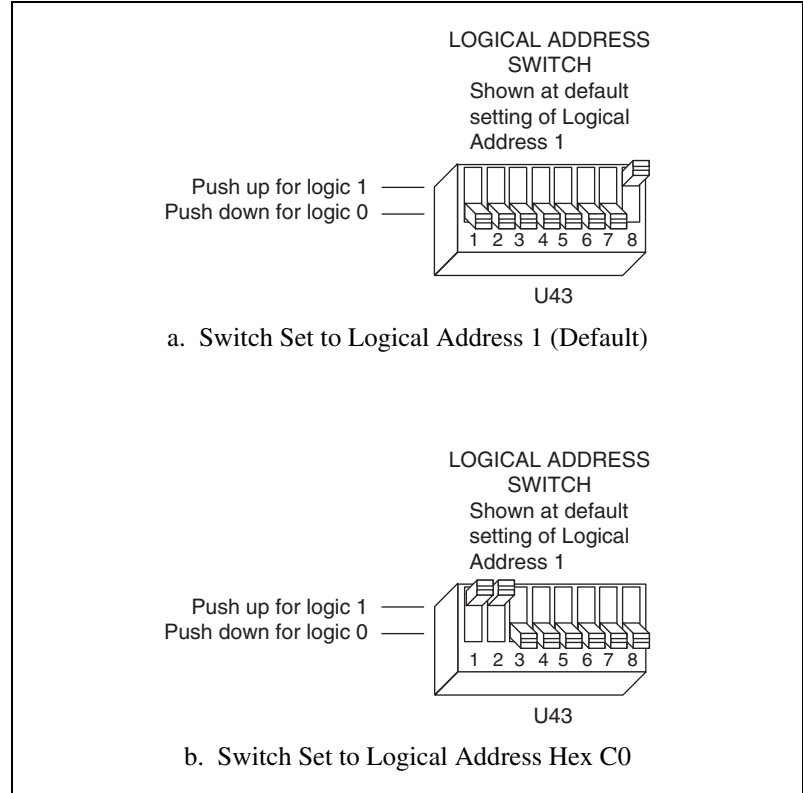 LOGICAL ADDRESS
SWITCH
Shown at default
setting of Logical
Address 1
Push up for logic 1
Push down for logic 0
1 2 3 4 5 6 7 8
U43
a. Switch Set to Logical Address 1 (Default)
LOGICAL ADDRESS
SWITCH
Shown at default
setting of Logical
Address 1
Push up for logic 1
Push down for logic 0
1 2 3 4 5 6 7 8
U43
b. Switch Set to Logical Address Hex C0